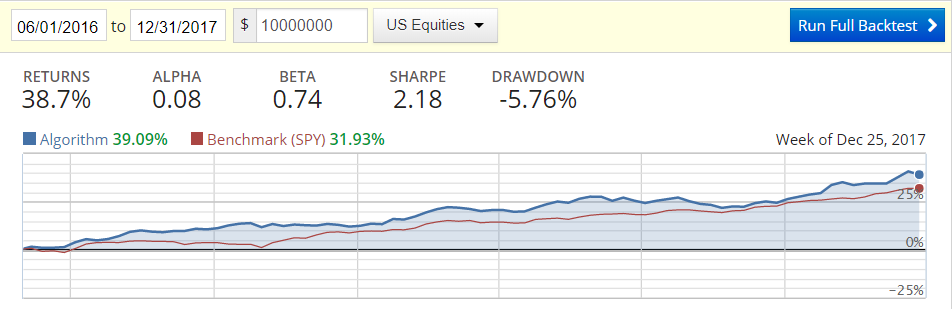 06/01/2016 to 12/31/2017 $ 10000000 US Equities Run Full Backtest
RETURNS ALPHA BETA SHARPE DRAWDOWN
38.7% 0.08 0.74 2.18 -5.76%
Algorithm 39.09% Benchmark (SPY) 31.93% Week of Dec 25, 2017
25%
0%
-25%